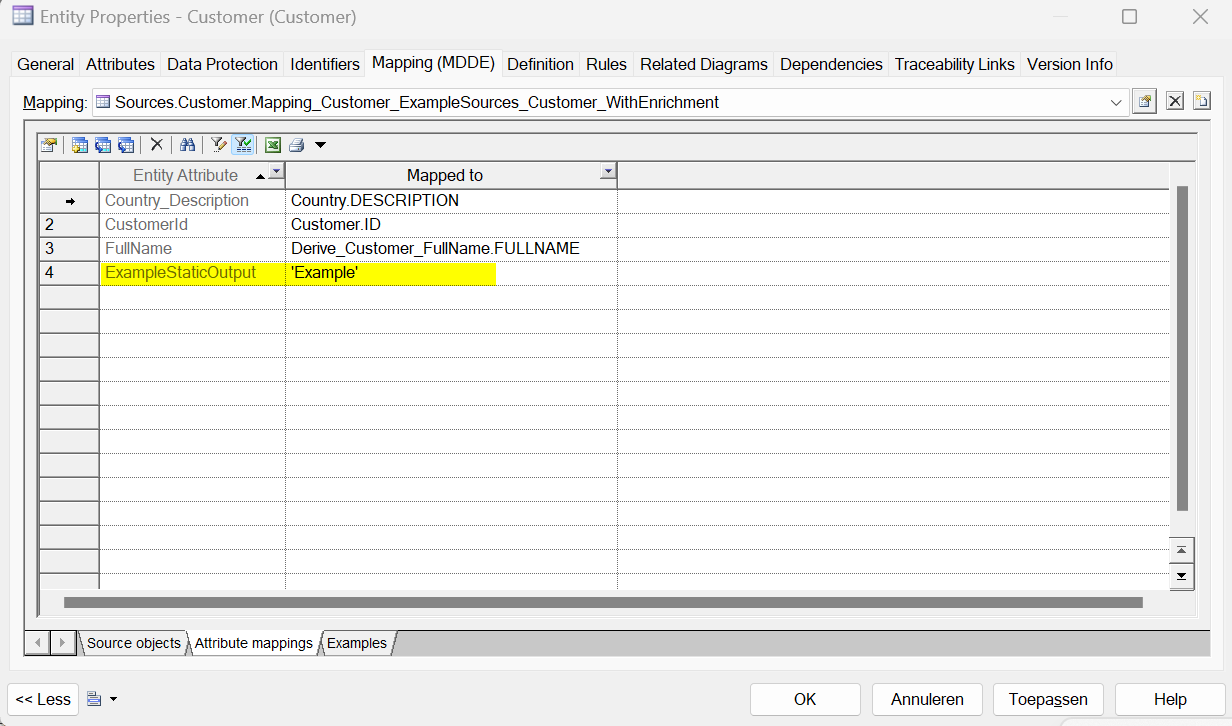 Entity Properties - Customer (Customer)
General Attributes Data Protection Identifiers Mapping (MDDE) Definition Rules Related Diagrams Dependencies Traceability Links Version Info
Mapping: Sources.Customer.Mapping_Customer_ExampleSources_Customer_WithEnrichment
Entity Attribute Mapped to
Country_Description Country.DESCRIPTION
2 CustomerId Customer.ID
3 FullName Derive_Customer_FullName.FULLNAME
4 ExampleStaticOutput 'Example'
Source objects Attribute mappings Examples
<< Less OK Annuleren Toepassen Help